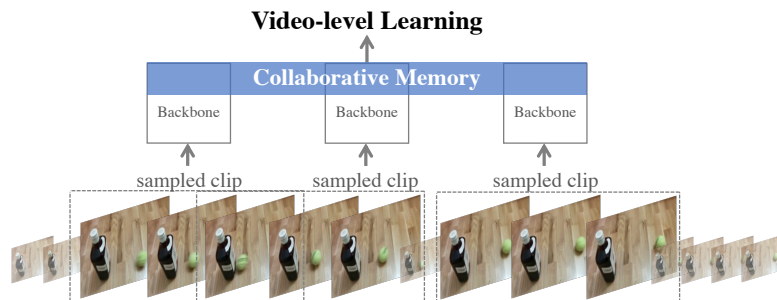 Video-level Learning
Collaborative Memory
Backbone Backbone Backbone
sampled clip sampled clip sampled clip